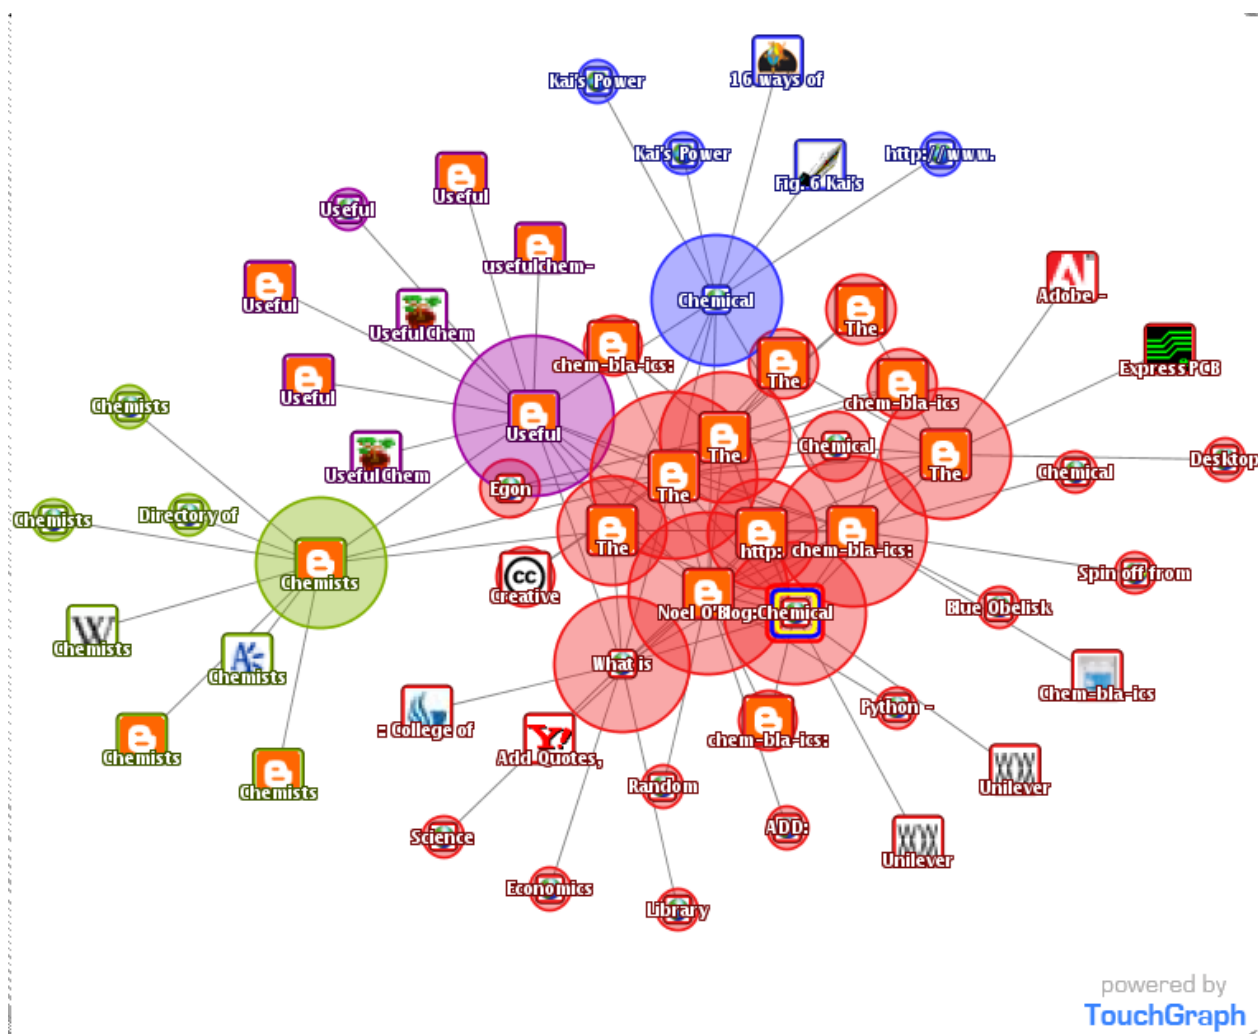 Kai's Power
16 ways of
Kai's Power
Fig. 6 Kai's
http://www.
Useful
Useful
usefulchem-
Useful
UsefulChem
Chemical
Adobe -
The
chem-bla-ics:
ExpressPCB
The
chem-bla-ics
Useful
Chemists
Useful
The
Chemical
UsefulChem
The
Desktop
Chemical
Egon
The
Chemists
Directory of
The
http:
chem-bla-ics:
Chemists
Spin off from
Creative
Blue Obelisk
Noel O'Blog:
Chemical
W
Chemists
Chemists
What is
Chem-bla-ics
: College of
Python -
chem-bla-ics:
Chemists
Y!
Add Quotes,
Random
Chemists
Unilever
ADD:
Science
Unilever
Economics
Library
cc
powered by
TouchGraph